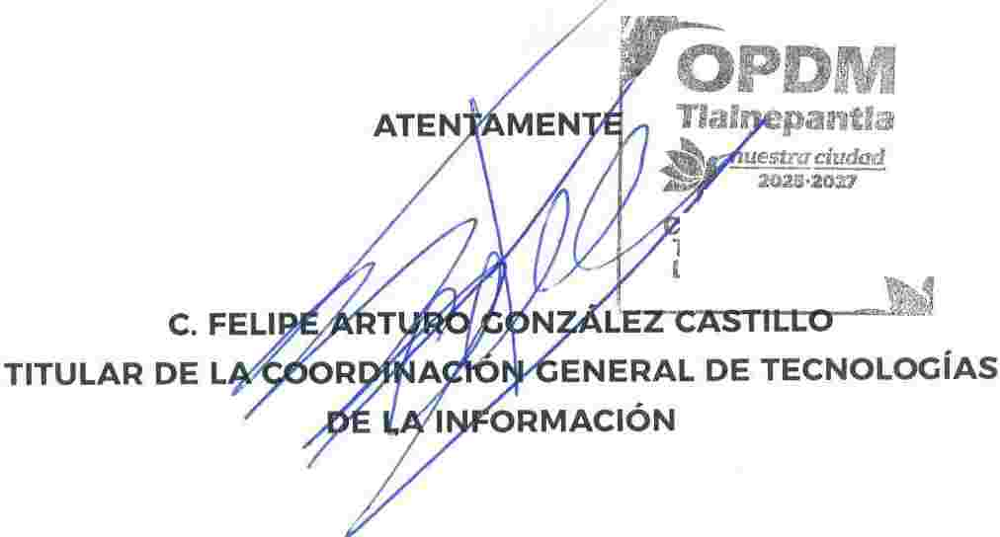 ATENTAMENTE
OPDM
Tlalnepantla
nuestra ciudad
2025-2027
C. FELIPE ARTURO GONZÁLEZ CASTILLO
TITULAR DE LA COORDINACIÓN GENERAL DE TECNOLOGÍAS
DE LA INFORMACIÓN